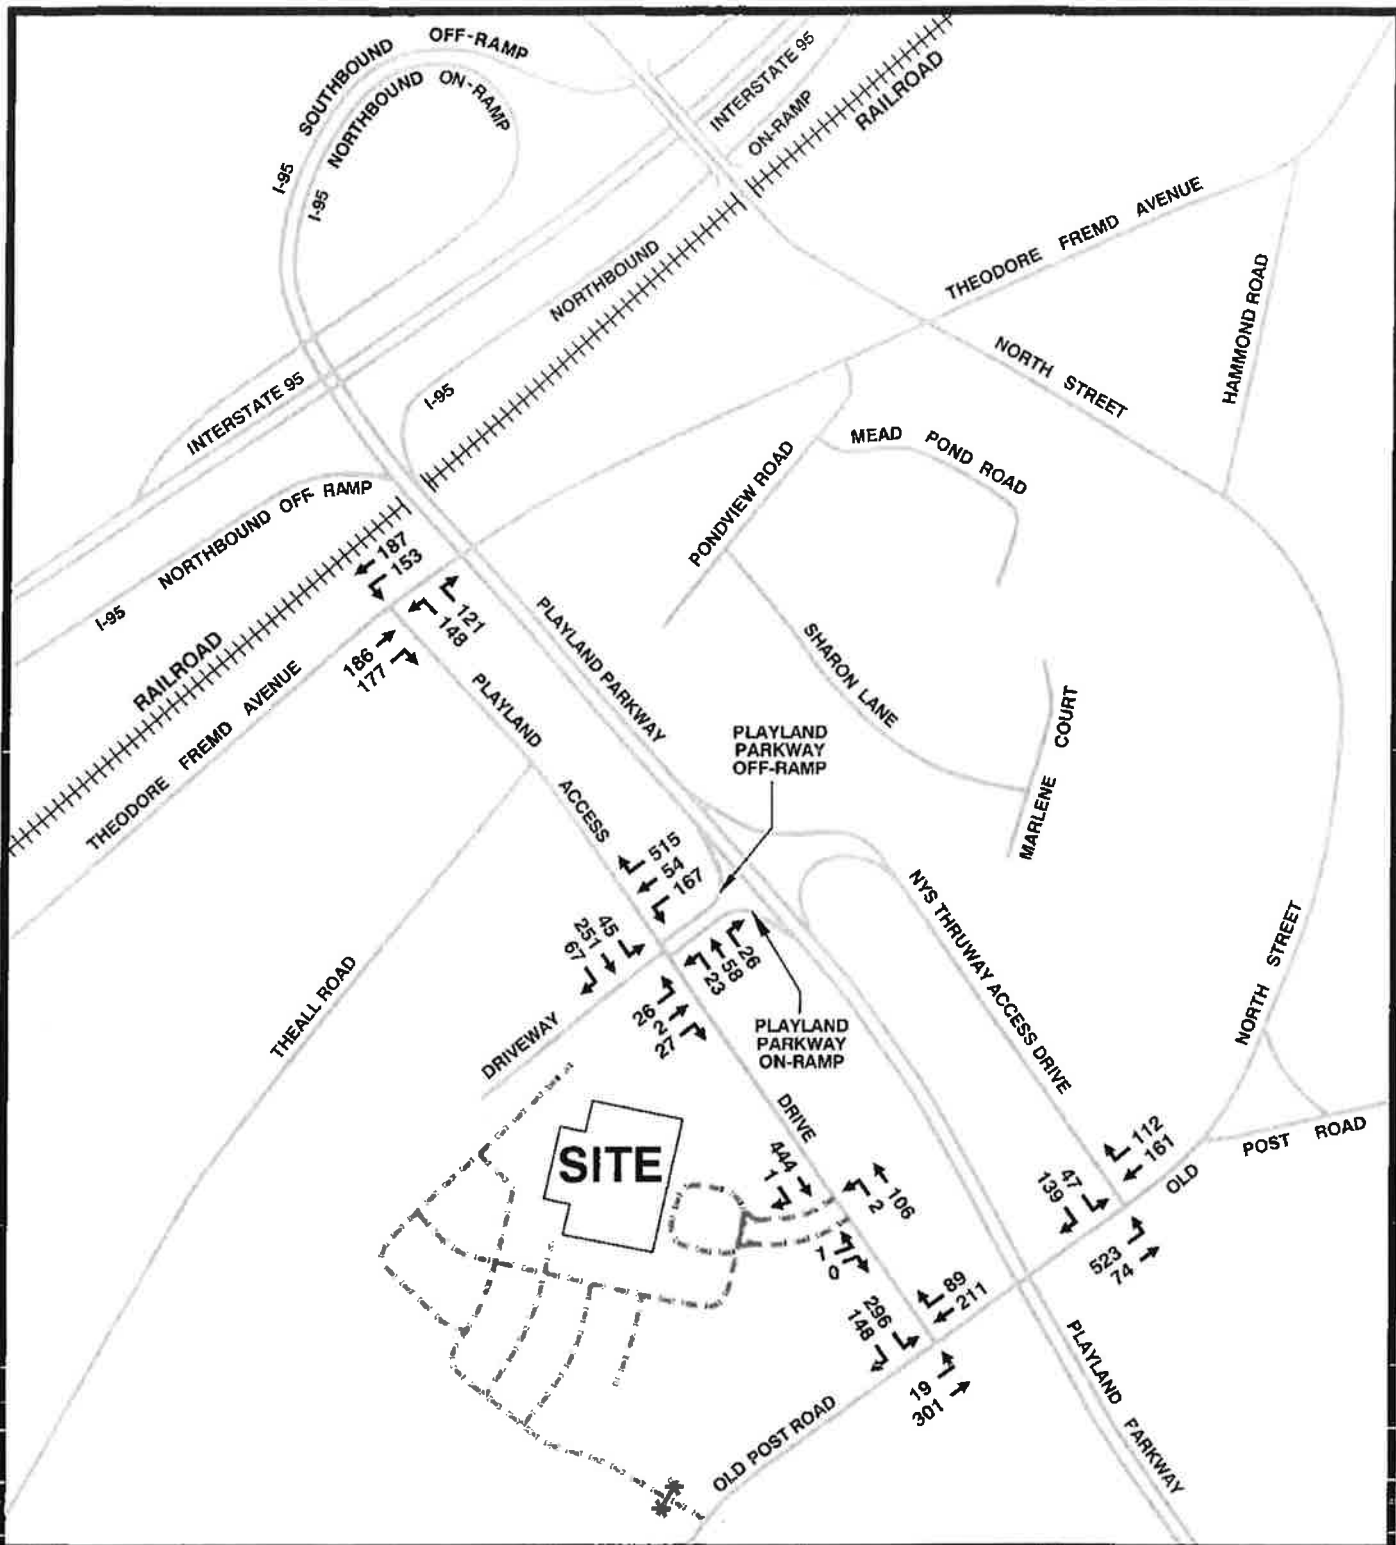 OFF-RAMP
I-95 SOUTHBOUND
I-95 NORTHBOUND ON-RAMP
INTERSTATE 95
ON-RAMP
RAILROAD
THEODORE FREMD AVENUE
HAMMOND ROAD
NORTH STREET
I-95 NORTHBOUND
INTERSTATE 95
MEAD POND ROAD
PONDVIEW ROAD
I-95 NORTHBOUND OFF-RAMP
187
153
121
148
186
177
RAILROAD
THEODORE FREMD AVENUE
PLAYLAND PARKWAY
SHARON LANE
MARLENE COURT
PLAYLAND ACCESS DRIVE
PLAYLAND
PARKWAY
OFF-RAMP
515
54
167
45
251
67
26
58
23
26
2
27
PLAYLAND
PARKWAY
ON-RAMP
NYS THRUWAY ACCESS DRIVE
NORTH STREET
THEALL ROAD
DRIVEWAY
SITE
444
1
106
2
0
112
161
47
139
523
74
OLD POST ROAD
89
211
296
148
19
301
PLAYLAND PARKWAY
OLD POST ROAD